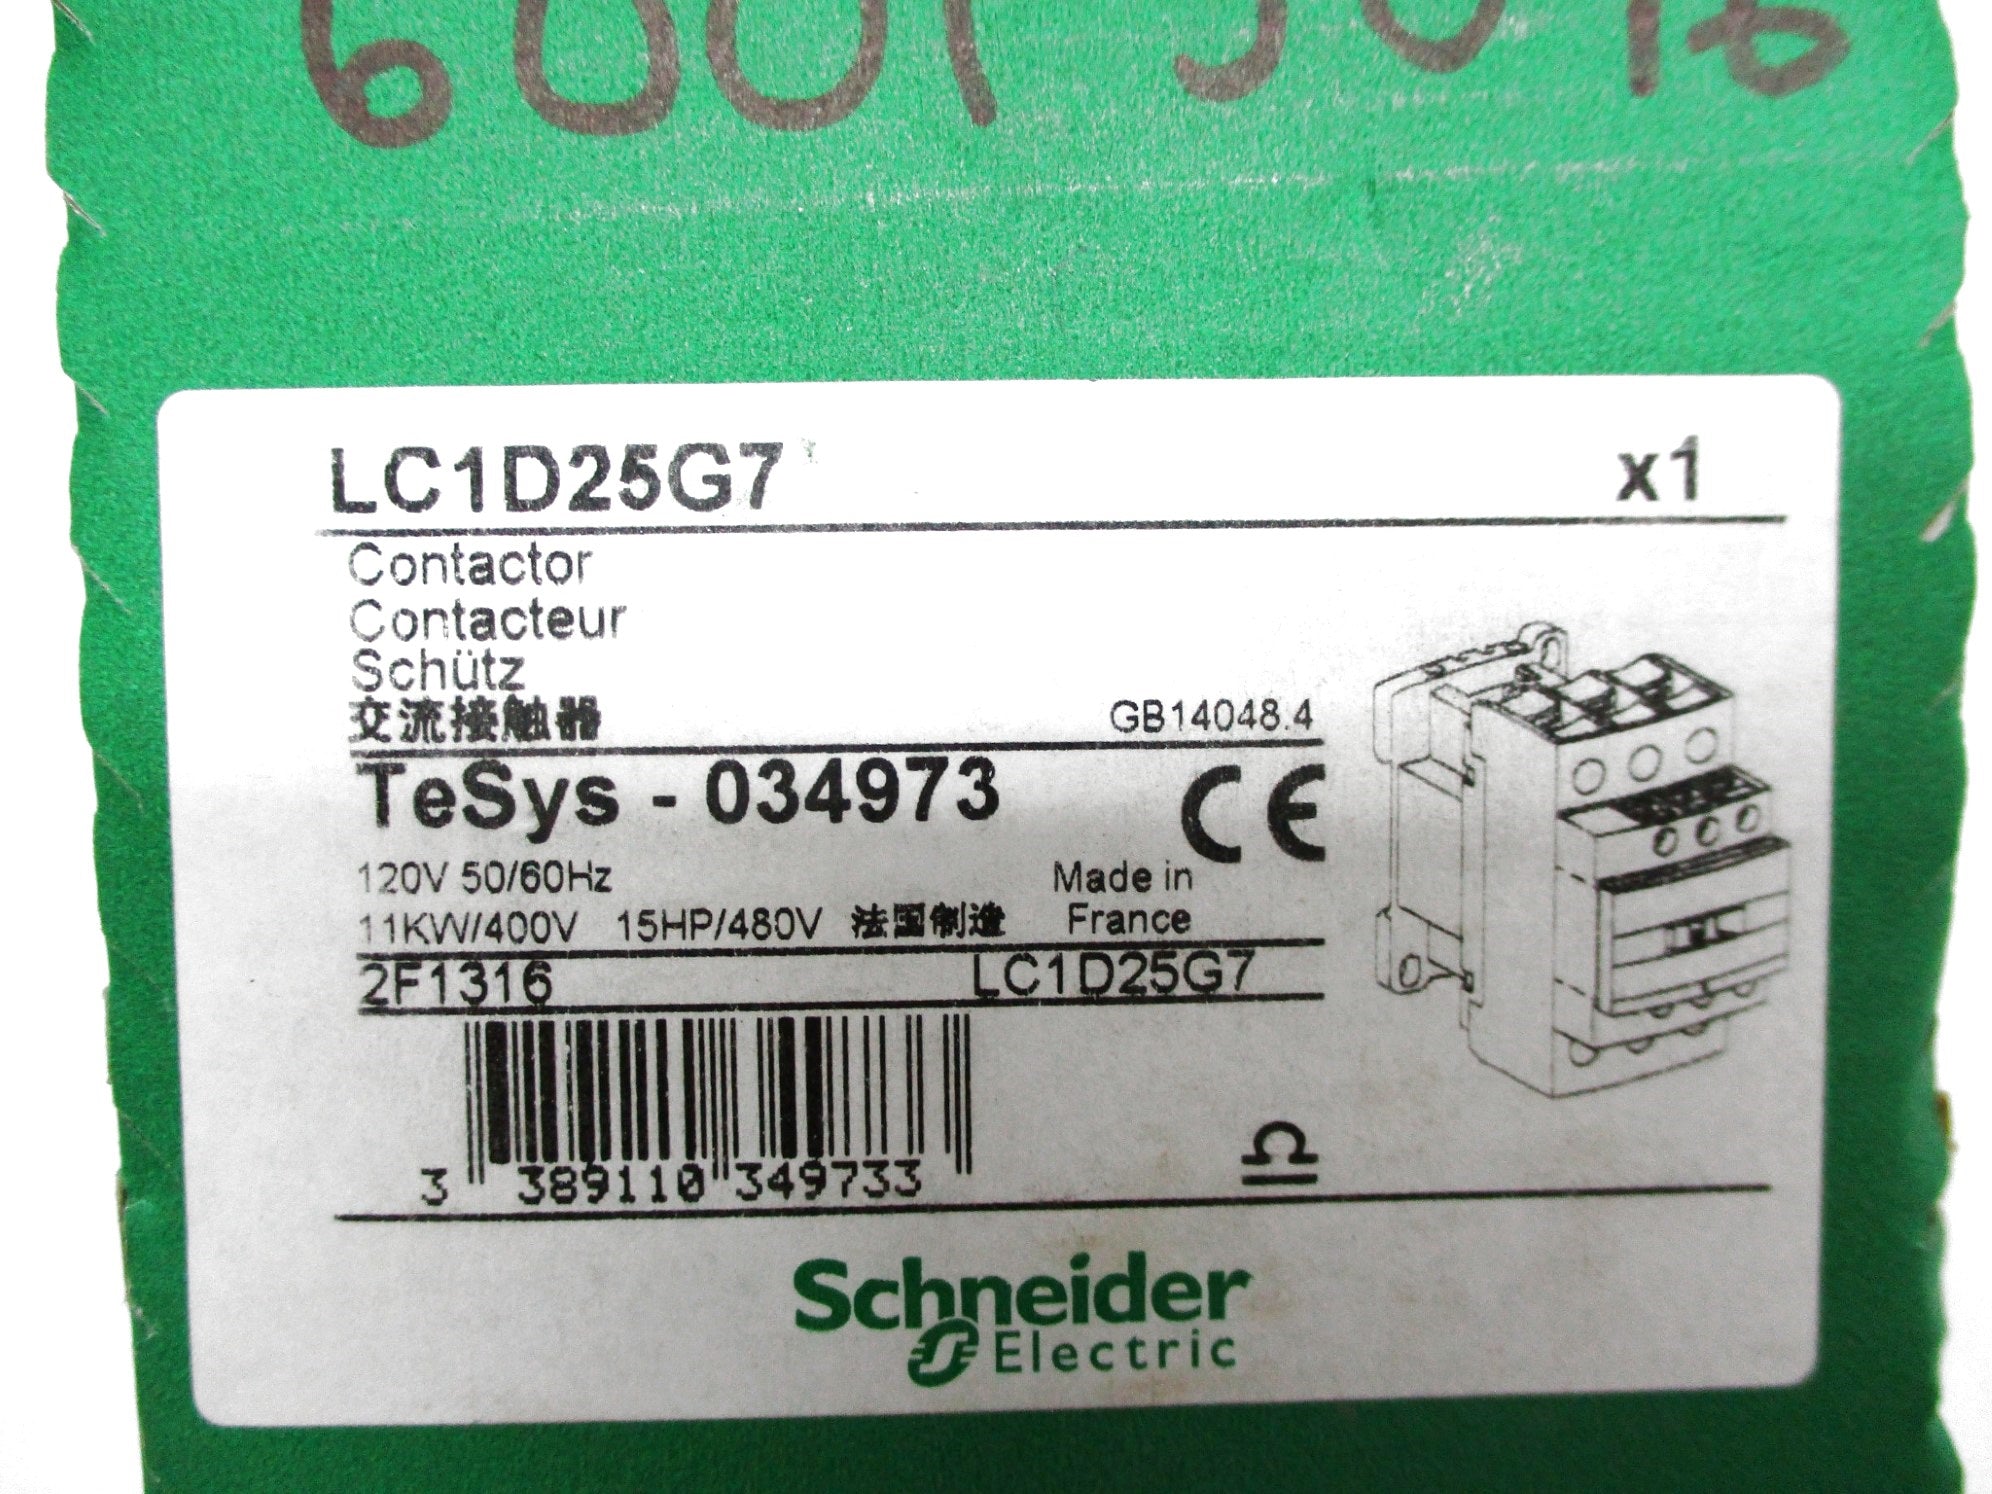 LC1D25G7 x1
Contactor
Contacteur
Schütz
交流接触器 GB14048.4
TeSys - 034973 CE
120V 50/60Hz Made in
11KW/400V 15HP/480V 法国制造 France
2F1316 LC1D25G7
3 389110 349733
Schneider
Electric